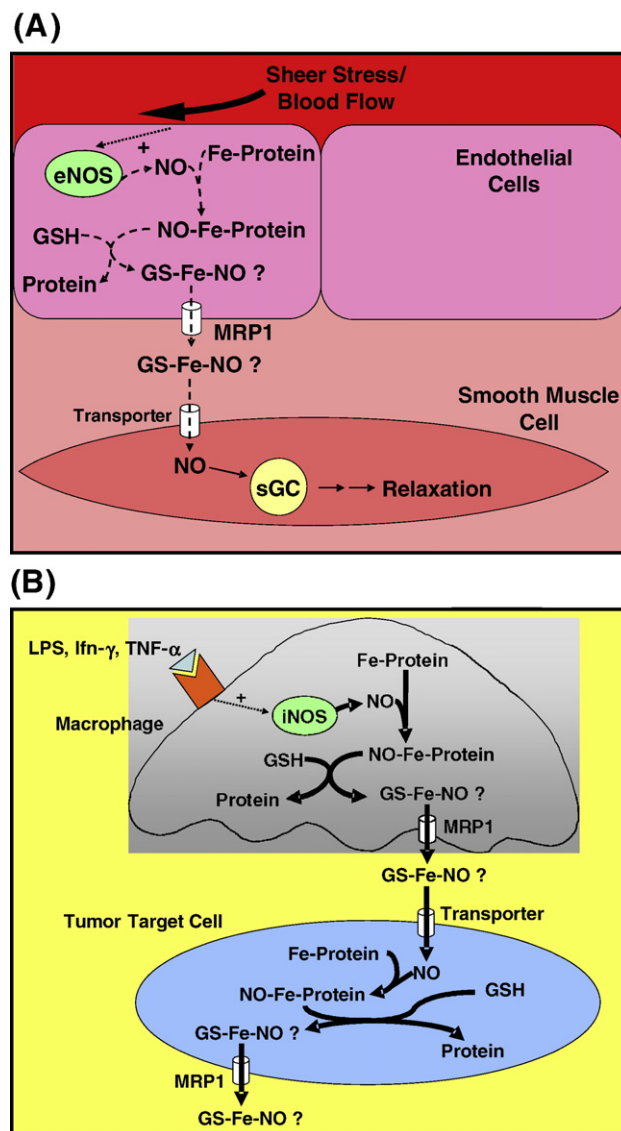 (A)
Sheer Stress/
Blood Flow
+
eNOS
NO
Fe-Protein
Endothelial
Cells
GSH
NO-Fe-Protein
Protein
GS-Fe-NO ?
MRP1
GS-Fe-NO ?
Smooth Muscle
Cell
Transporter
NO
sGC
Relaxation
(B)
LPS, Ifn-γ, TNF-α
Fe-Protein
Macrophage
+
iNOS
NO
GSH
NO-Fe-Protein
Protein
GS-Fe-NO ?
MRP1
GS-Fe-NO ?
Tumor Target Cell
Transporter
Fe-Protein
NO
NO-Fe-Protein
GSH
GS-Fe-NO ?
Protein
MRP1
GS-Fe-NO ?